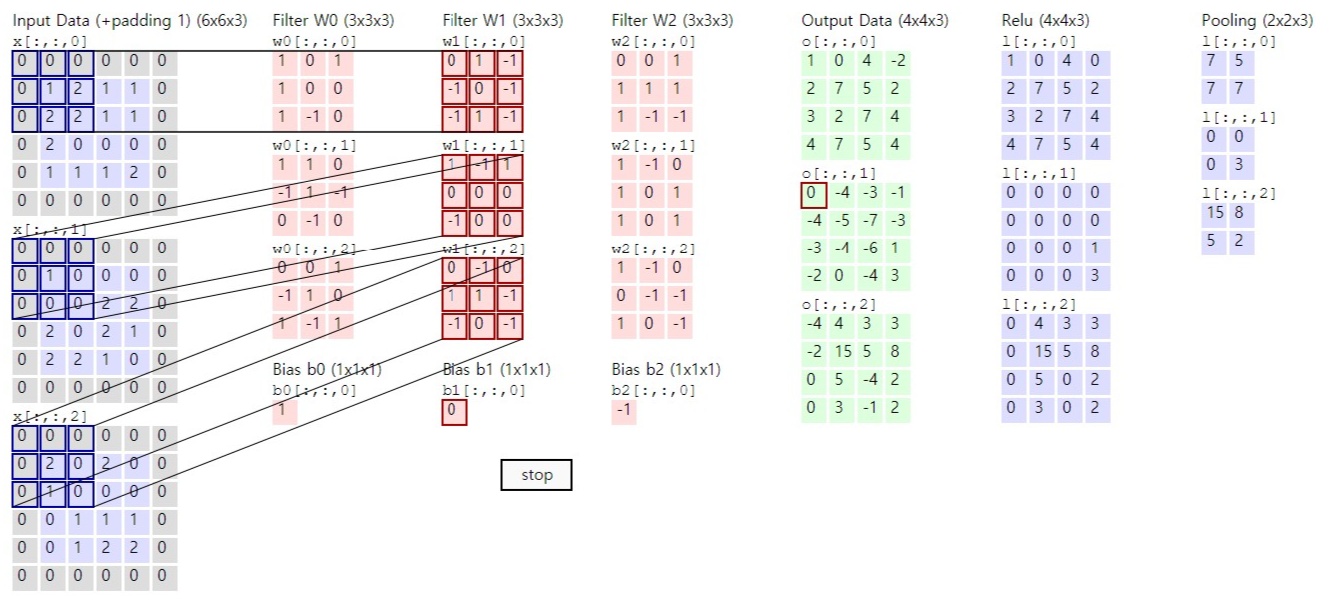 Input Data (+padding 1) (6x6x3)
x[:,:,0]
0 0 0 0 0 0
0 1 2 1 1 0
0 2 2 1 1 0
0 2 0 0 0 0
0 1 1 1 2 0
0 0 0 0 0 0
x[:,:,1]
0 0 0 0 0 0
0 1 0 0 0 0
0 0 0 2 2 0
0 2 0 2 1 0
0 2 2 1 0 0
0 0 0 0 0 0
x[:,:,2]
0 0 0 0 0 0
0 2 0 2 0 0
0 1 0 0 0 0
0 0 1 1 1 0
0 0 1 2 2 0
0 0 0 0 0 0
Filter W0 (3x3x3)
w0[:,:,0]
1 0 1
1 0 0
1 -1 0
w0[:,:,1]
1 1 0
-1 1 -1
0 -1 0
w0[:,:,2]
0 0 1
-1 1 0
1 -1 1
Bias b0 (1x1x1)
b0[:,:,0]
1
Filter W1 (3x3x3)
w1[:,:,0]
0 1 -1
-1 0 -1
-1 1 -1
w1[:,:,1]
1 -1 1
0 0 0
-1 0 0
w1[:,:,2]
0 -1 0
1 1 -1
-1 0 -1
Bias b1 (1x1x1)
b1[:,:,0]
0
Filter W2 (3x3x3)
w2[:,:,0]
0 0 1
1 1 1
1 -1 -1
w2[:,:,1]
1 -1 0
1 0 1
1 0 1
w2[:,:,2]
1 -1 0
0 -1 -1
1 0 -1
Bias b2 (1x1x1)
b2[:,:,0]
-1
stop
Output Data (4x4x3)
o[:,:,0]
1 0 4 -2
2 7 5 2
3 2 7 4
4 7 5 4
o[:,:,1]
0 -4 -3 -1
-4 -5 -7 -3
-3 -4 -6 1
-2 0 -4 3
o[:,:,2]
-4 4 3 3
-2 15 5 8
0 5 -4 2
0 3 -1 2
Relu (4x4x3)
l[:,:,0]
1 0 4 0
2 7 5 2
3 2 7 4
4 7 5 4
l[:,:,1]
0 0 0 0
0 0 0 0
0 0 0 1
0 0 0 3
l[:,:,2]
0 4 3 3
0 15 5 8
0 5 0 2
0 3 0 2
Pooling (2x2x3)
l[:,:,0]
7 5
7 7
l[:,:,1]
0 0
0 3
l[:,:,2]
15 8
5 2